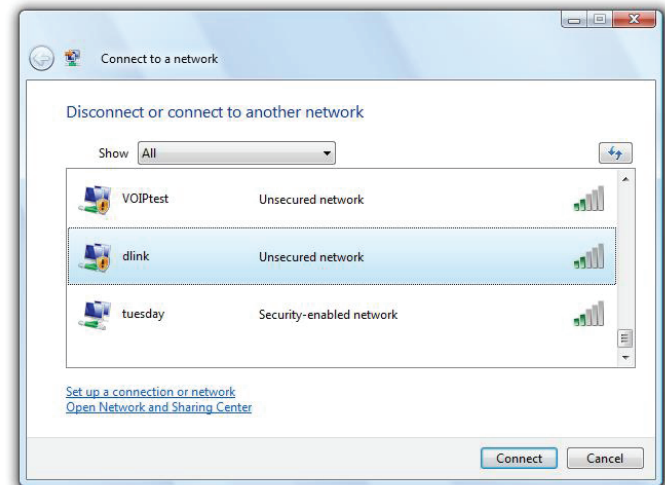 Connect to a network
Disconnect or connect to another network
Show All
VOIPtest Unsecured network
dlink Unsecured network
tuesday Security-enabled network
Set up a connection or network
Open Network and Sharing Center
Connect Cancel